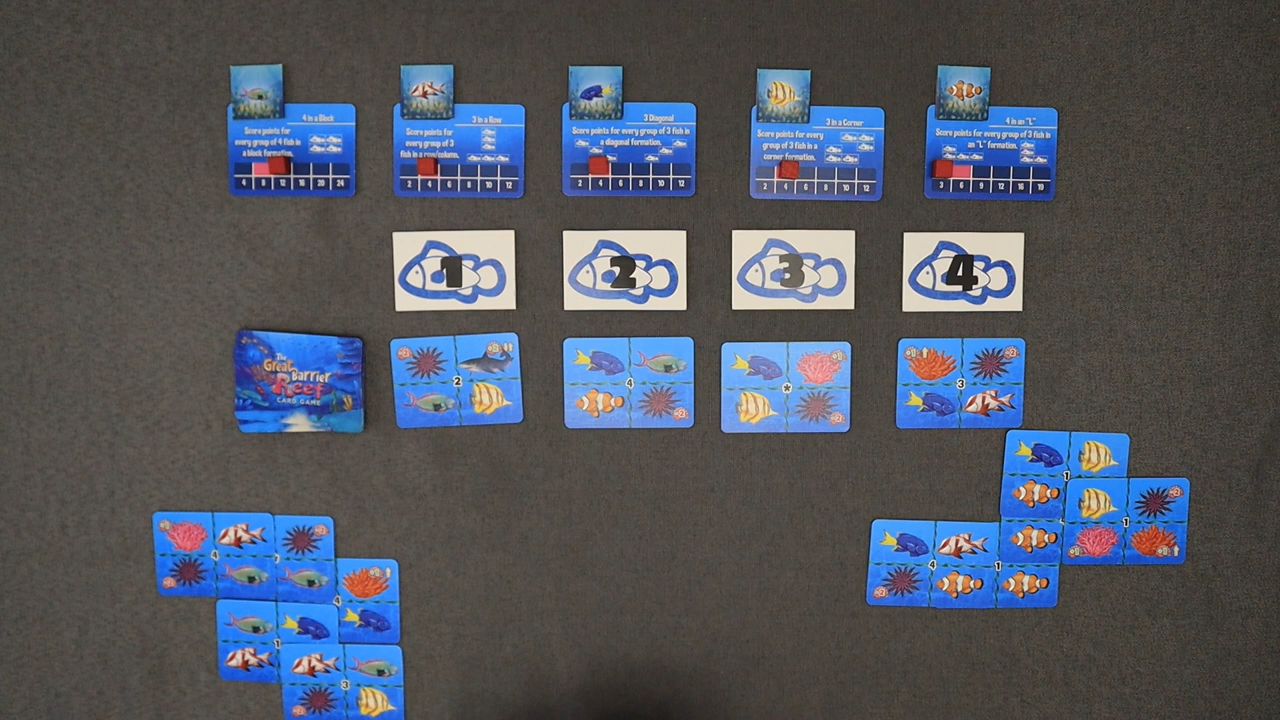 4 in a Block
Score points for
every group of 4 fish in
a block formation.
4 8 12 16 20 24
3 in a Row
Score points for
every group of 3
fish in a row/column.
2 4 6 8 10 12
3 Diagonal
Score points for every group of 3 fish in
a diagonal formation.
2 4 6 8 10 12
3 in a Corner
Score points for every
group of 3 fish in a
corner formation.
2 4 6 8 10 12
4 in an "L"
Score points for every group of 3 fish in
an "L" formation.
3 6 9 12 16 19
1
2
3
4
The
Great
Barrier
Reef
CARD GAME
2
4
*
3
4
4
1
3
1
1
4
1